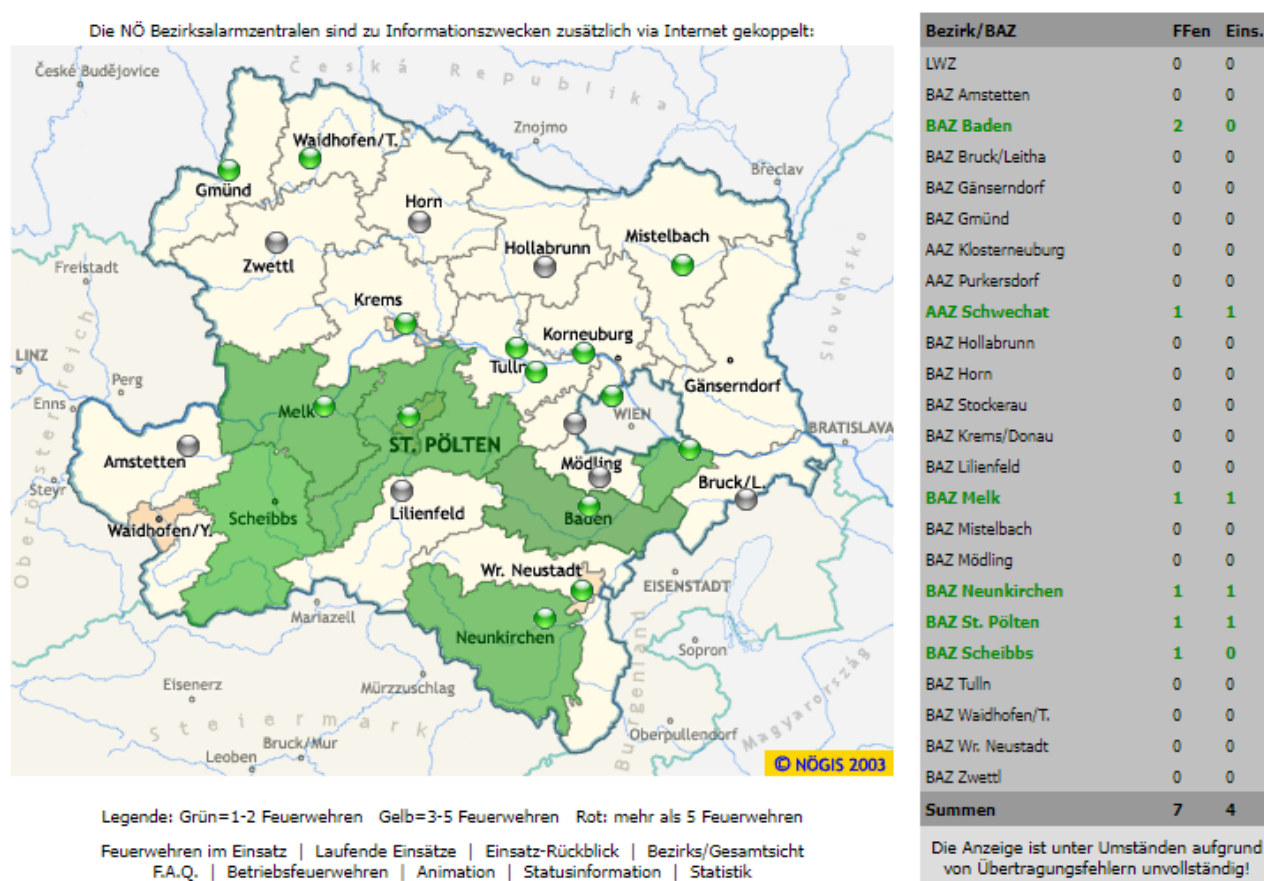 Die NÖ Bezirksalarmzentralen sind zu Informationszwecken zusätzlich via Internet gekoppelt:
České Budějovice
Česká Republika
Znojmo
Břeclav
Waidhofen/T.
Gmünd
Horn
Zwettl
Hollabrunn
Mistelbach
Freistadt
Slovensko
Krems
Korneuburg
LINZ
Tulln
Perg
Gänserndorf
Enns
Melk
WIEN
BRATISLAVA
ST. PÖLTEN
Amstetten
Mödling
Steyr
Bruck/L.
Oberösterreich
Lilienfeld
Scheibbs
Baden
Waidhofen/Y.
Wr. Neustadt
EISENSTADT
Mariazell
Neunkirchen
Sopron
Eisenerz
Mürzzuschlag
Burgenland
Magyarország
Steiermark
Oberpullendorf
Bruck/Mur
Leoben
© NÖGIS 2003
Legende: Grün=1-2 Feuerwehren Gelb=3-5 Feuerwehren Rot: mehr als 5 Feuerwehren
Feuerwehren im Einsatz | Laufende Einsätze | Einsatz-Rückblick | Bezirks/Gesamtsicht
F.A.Q. | Betriebsfeuerwehren | Animation | Statusinformation | Statistik
Bezirk/BAZ FFen Eins.
LWZ 0 0
BAZ Amstetten 0 0
BAZ Baden 2 0
BAZ Bruck/Leitha 0 0
BAZ Gänserndorf 0 0
BAZ Gmünd 0 0
AAZ Klosterneuburg 0 0
AAZ Purkersdorf 0 0
AAZ Schwechat 1 1
BAZ Hollabrunn 0 0
BAZ Horn 0 0
BAZ Stockerau 0 0
BAZ Krems/Donau 0 0
BAZ Lilienfeld 0 0
BAZ Melk 1 1
BAZ Mistelbach 0 0
BAZ Mödling 0 0
BAZ Neunkirchen 1 1
BAZ St. Pölten 1 1
BAZ Scheibbs 1 0
BAZ Tulln 0 0
BAZ Waidhofen/T. 0 0
BAZ Wr. Neustadt 0 0
BAZ Zwettl 0 0
Summen 7 4
Die Anzeige ist unter Umständen aufgrund
von Übertragungsfehlern unvollständig!